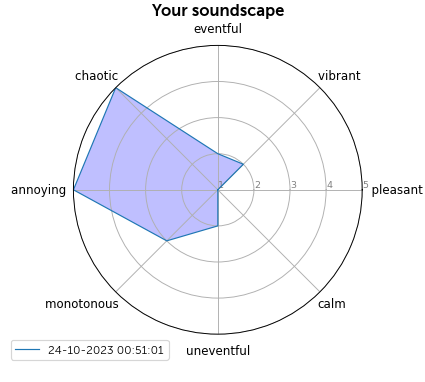 Your soundscape
eventful
chaotic
vibrant
annoying
1
2
3
4
5
pleasant
monotonous
calm
uneventful
24-10-2023 00:51:01